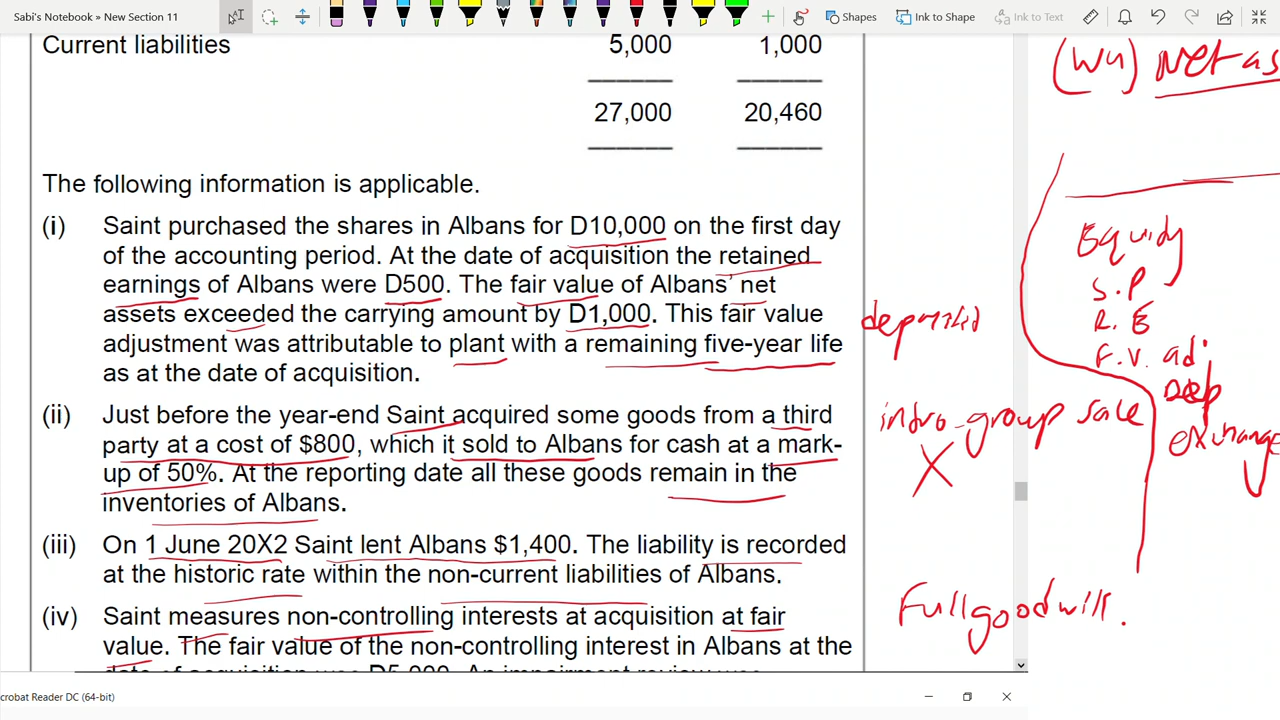 Sabi's Notebook » New Section 11
Shapes
Ink to Shape
Ink to Text
Current liabilities 5,000 1,000
27,000 20,460
The following information is applicable.
(i) Saint purchased the shares in Albans for D10,000 on the first day
of the accounting period. At the date of acquisition the retained
earnings of Albans were D500. The fair value of Albans' net
assets exceeded the carrying amount by D1,000. This fair value
adjustment was attributable to plant with a remaining five-year life
as at the date of acquisition.
(ii) Just before the year-end Saint acquired some goods from a third
party at a cost of $800, which it sold to Albans for cash at a mark-
up of 50%. At the reporting date all these goods remain in the
inventories of Albans.
(iii) On 1 June 20X2 Saint lent Albans $1,400. The liability is recorded
at the historic rate within the non-current liabilities of Albans.
(iv) Saint measures non-controlling interests at acquisition at fair
value. The fair value of the non-controlling interest in Albans at the
date of acquisition was D5,000. An impairment review was
intra-group sale
X
Full goodwill.
Net as
Equity
S.P
R.E
F.V. adj
Dep
exchange
crobat Reader DC (64-bit)